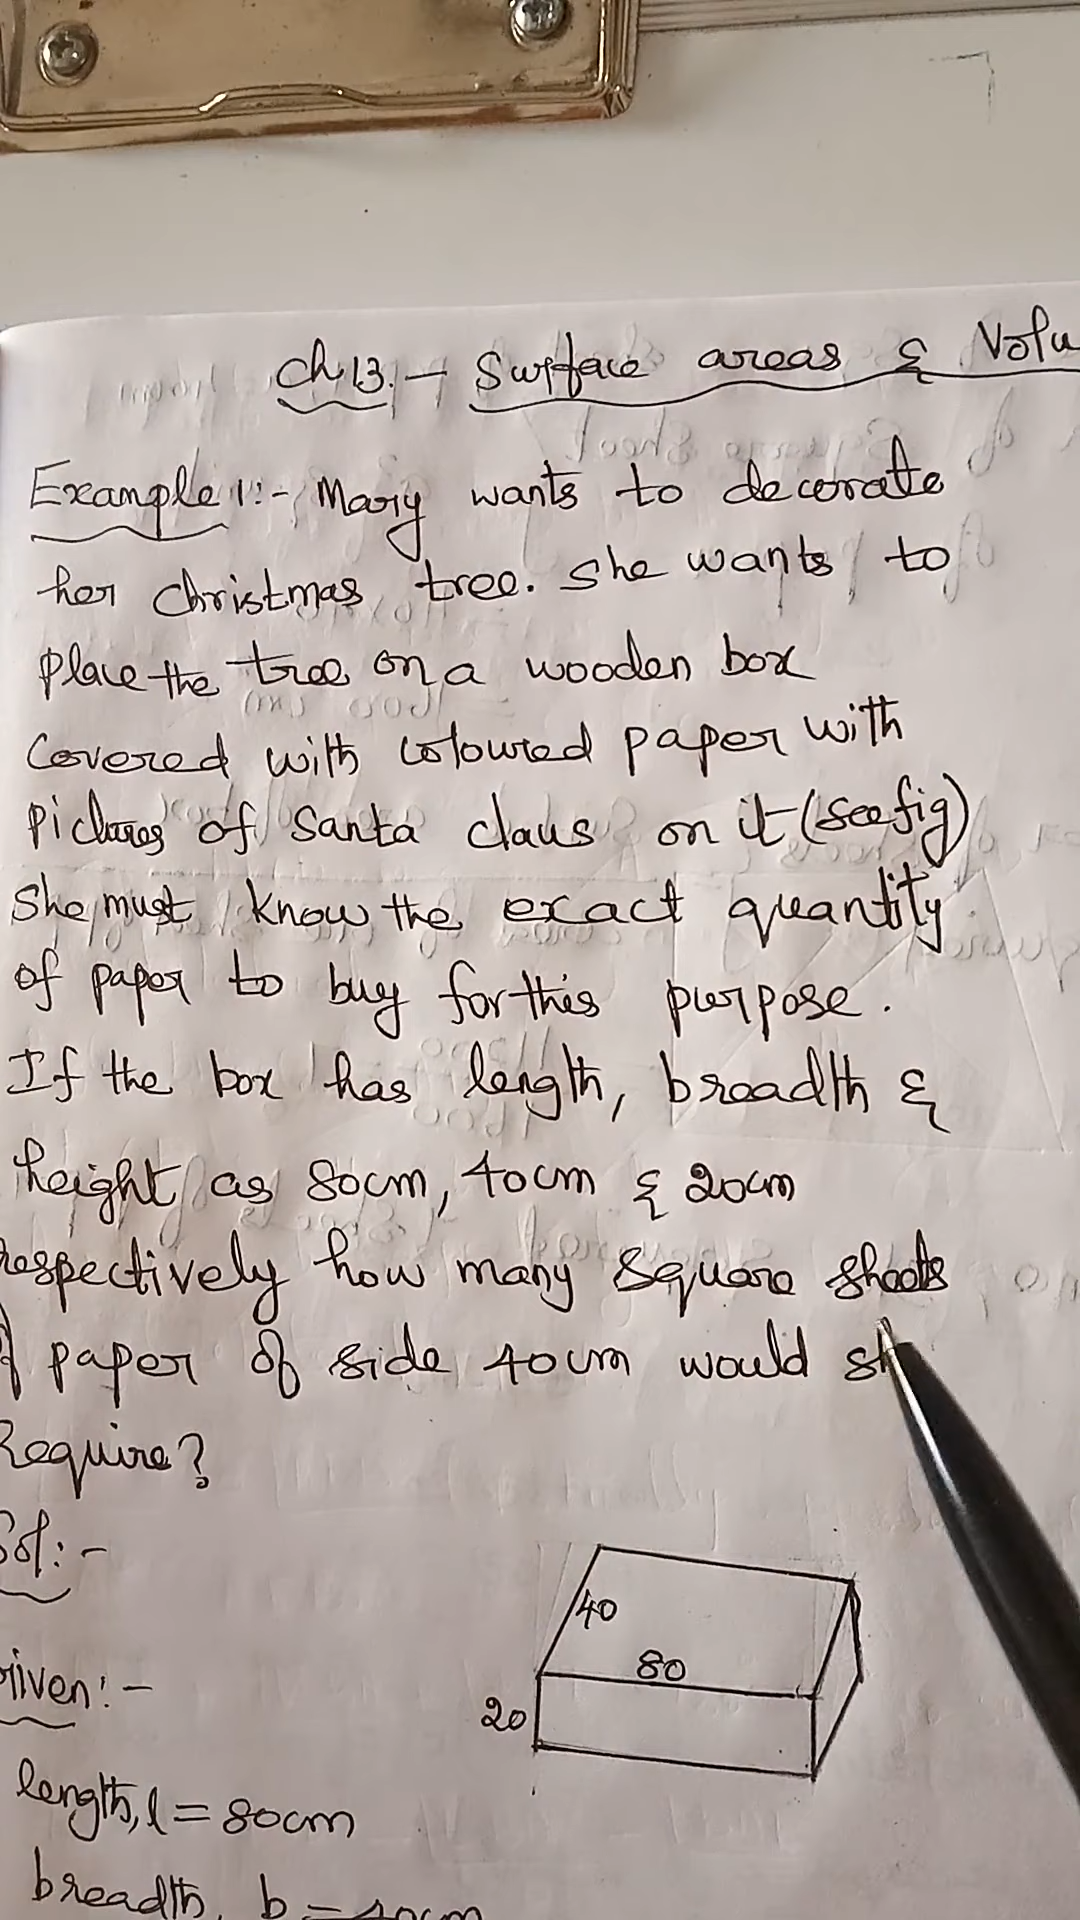 Ch 13. - Surface areas & Volu
Example 1:- Mary wants to decorate
her christmas tree. She wants to
place the tree on a wooden box
Covered with coloured paper with
Pictures of Santa claus on it (see fig)
She must know the exact quantity
of paper to buy for this purpose.
If the box has length, breadth &
height as 80cm, 40cm & 20cm
respectively how many square sheets
of paper of side 40cm would sh
Require?
Sol:-
40
80
20
Given:-
length, l = 80cm
breadth, b = 40cm